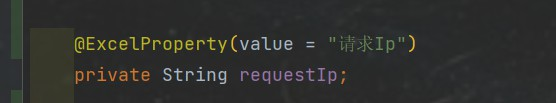 @ExcelProperty(value = "请求Ip")
private String requestIp;